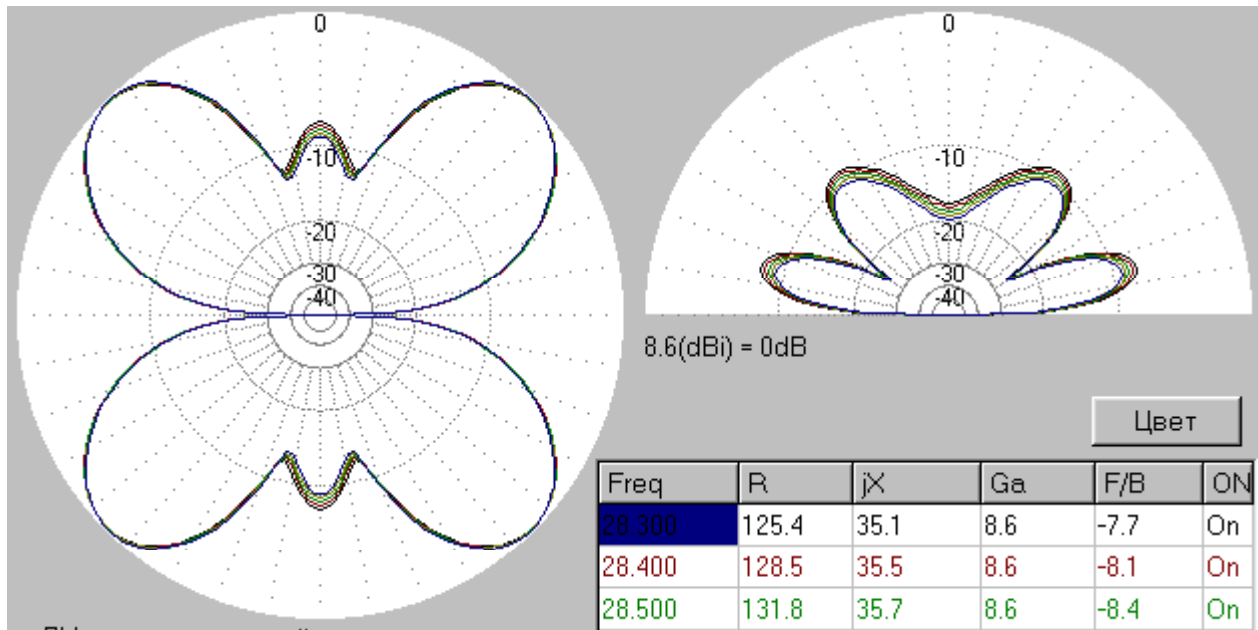 0
-10
-20
-30
-40
0
-10
-20
-30
-40
8.6(dBi) = 0dB
Цвет
Freq R jX Ga F/B ON
28.300 125.4 35.1 8.6 -7.7 On
28.400 128.5 35.5 8.6 -8.1 On
28.500 131.8 35.7 8.6 -8.4 On